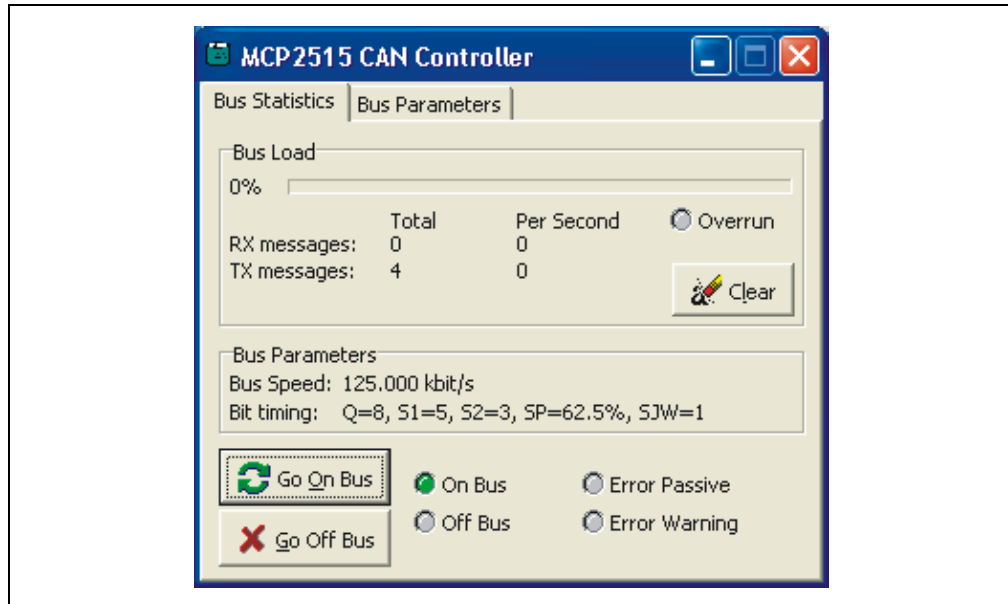 MCP2515 CAN Controller
Bus Statistics Bus Parameters
Bus Load
0%
Total Per Second Overrun
RX messages: 0 0
TX messages: 4 0
Clear
Bus Parameters
Bus Speed: 125.000 kbit/s
Bit timing: Q=8, S1=5, S2=3, SP=62.5%, SJW=1
Go On Bus On Bus Error Passive
Go Off Bus Off Bus Error Warning